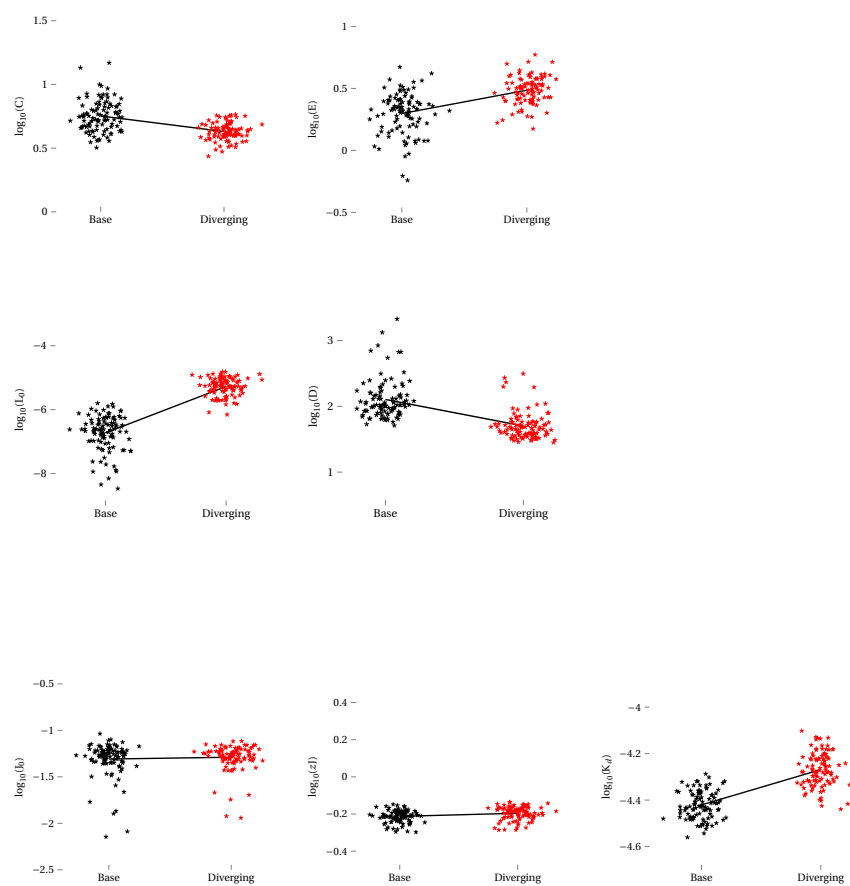 1.5
1
0.5
0
log₁₀(C)
Base
Diverging
1
0.5
0
−0.5
log₁₀(E)
Base
Diverging
−4
−6
−8
log₁₀(L₀)
Base
Diverging
3
2
1
log₁₀(D)
Base
Diverging
−0.5
−1
−1.5
−2
−2.5
log₁₀(J₀)
Base
Diverging
0.4
0.2
0
−0.2
−0.4
log₁₀(zJ)
Base
Diverging
−4
−4.2
−4.4
−4.6
log₁₀(K_d)
Base
Diverging